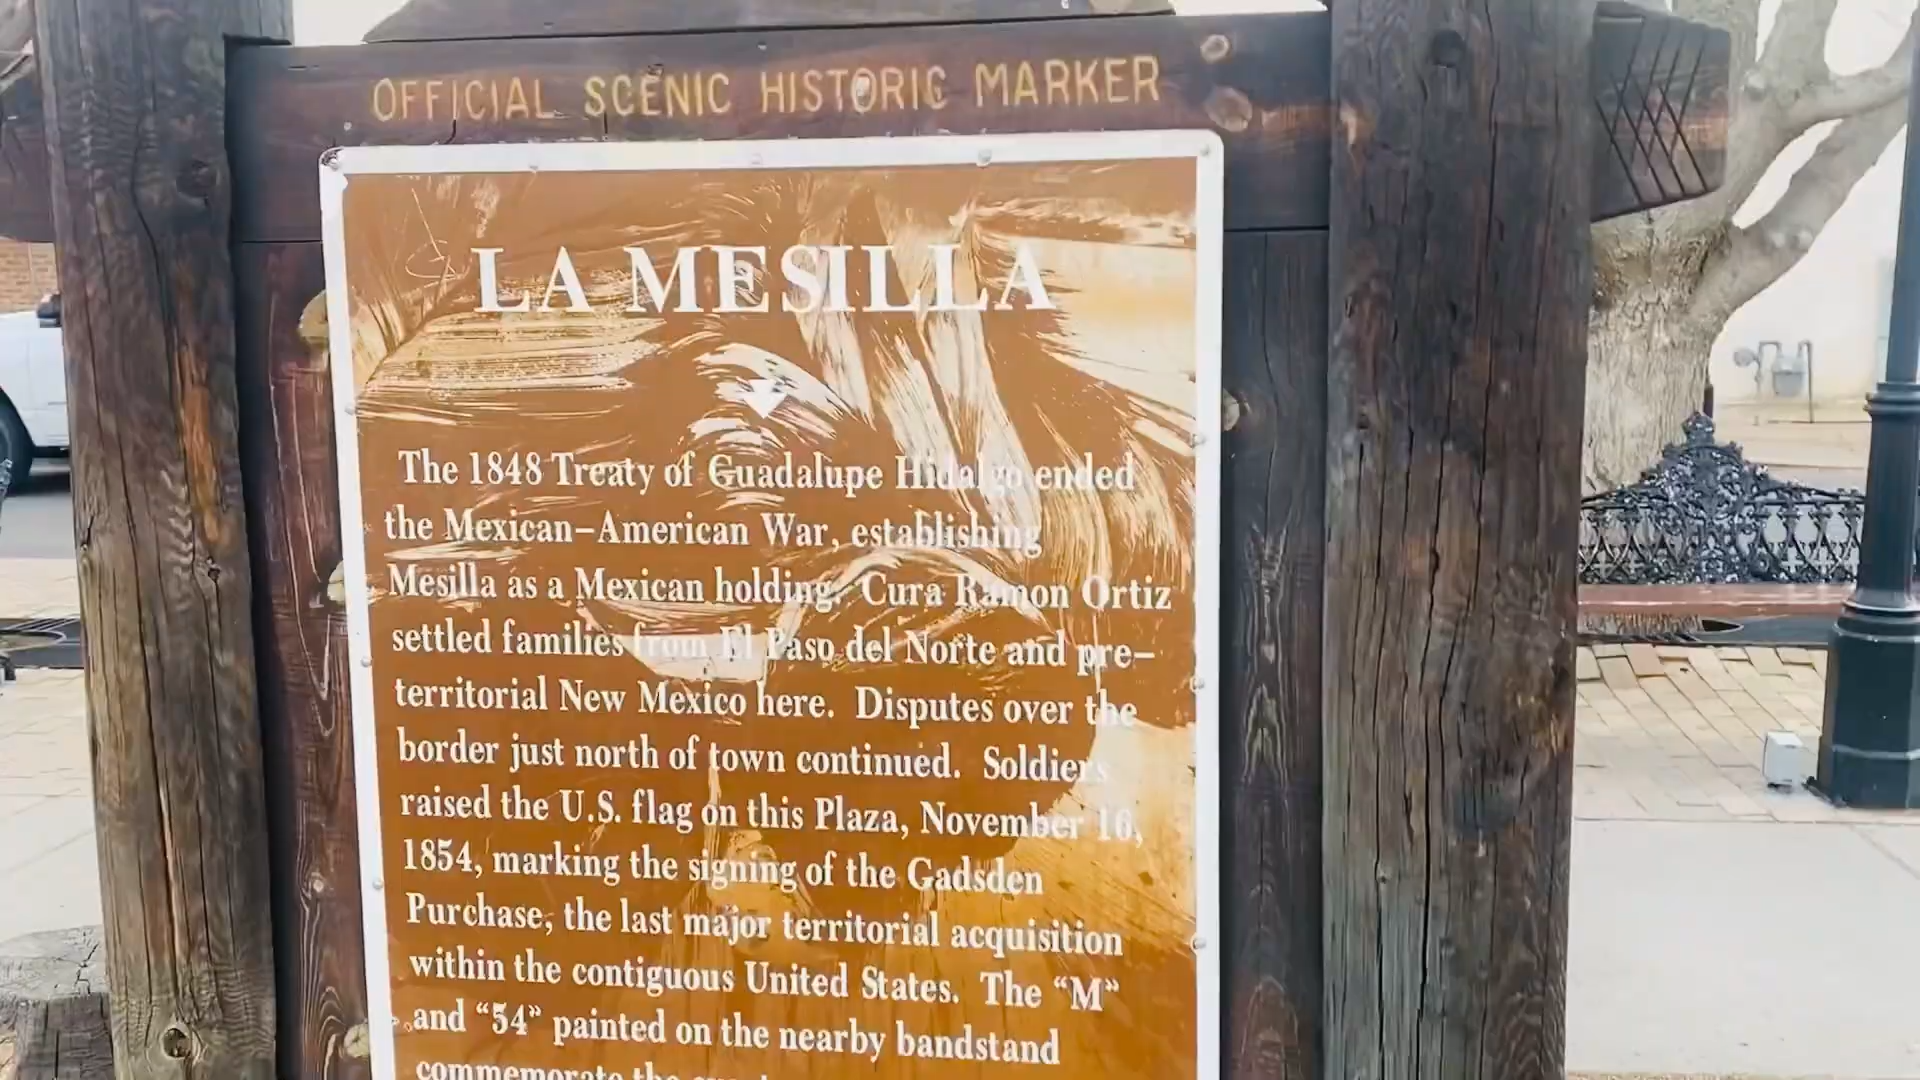 OFFICIAL SCENIC HISTORIC MARKER
LA MESILLA
The 1848 Treaty of Guadalupe Hidalgo ended
the Mexican–American War, establishing
Mesilla as a Mexican holding. Cura Ramon Ortiz
settled families from El Paso del Norte and pre–
territorial New Mexico here. Disputes over the
border just north of town continued. Soldiers
raised the U.S. flag on this Plaza, November 16,
1854, marking the signing of the Gadsden
Purchase, the last major territorial acquisition
within the contiguous United States. The “M”
and “54” painted on the nearby bandstand
commemorate the